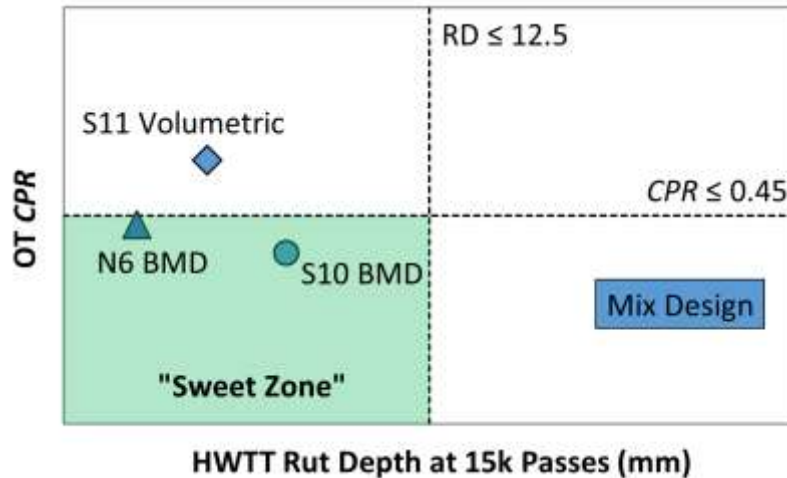 RD ≤ 12.5
S11 Volumetric
CPR ≤ 0.45
OT CPR
N6 BMD
S10 BMD
Mix Design
"Sweet Zone"
HWTT Rut Depth at 15k Passes (mm)